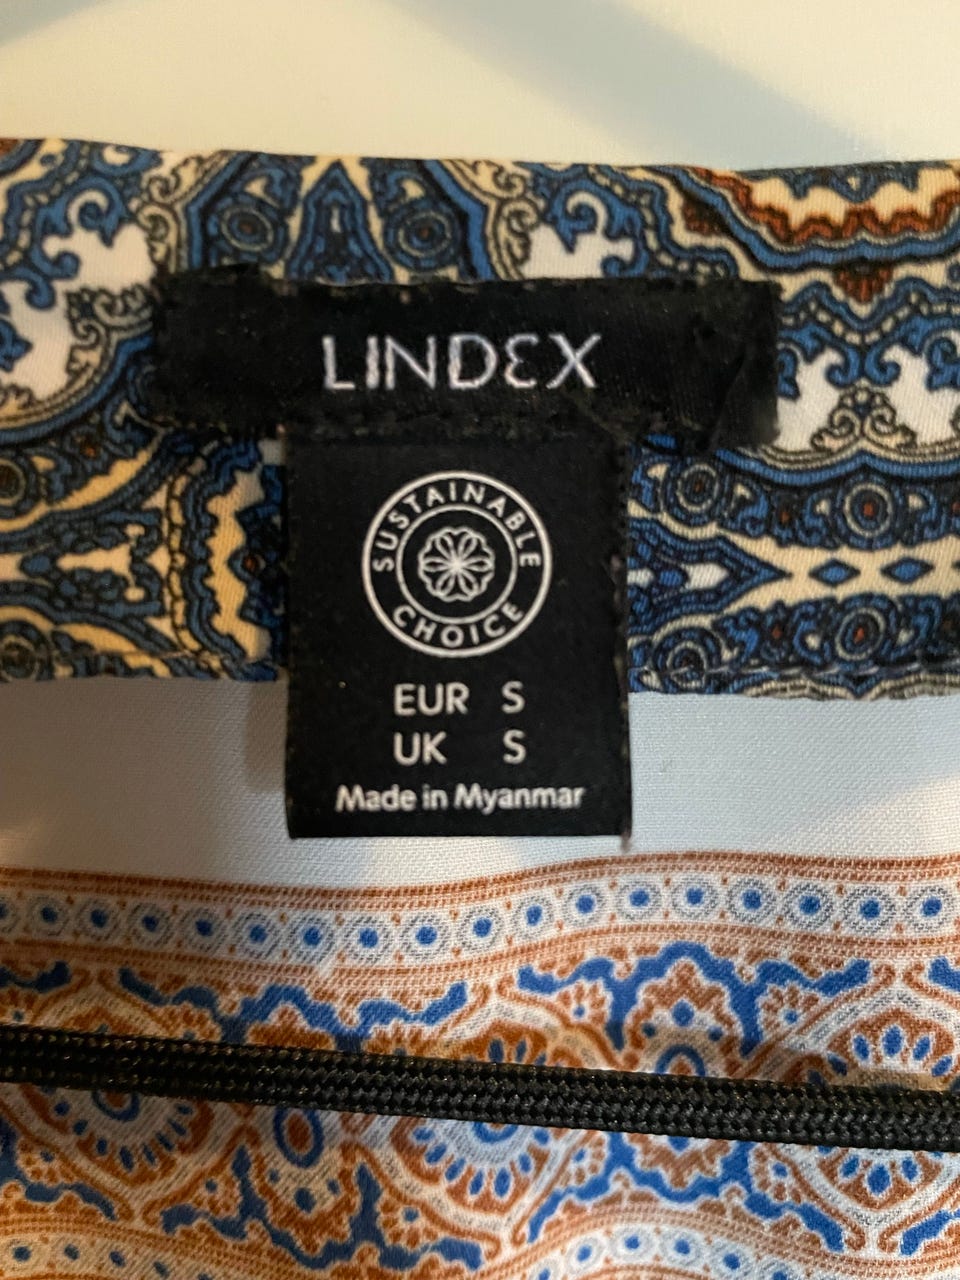 LINDEX
SUSTAINABLE
CHOICE
EUR S
UK S
Made in Myanmar